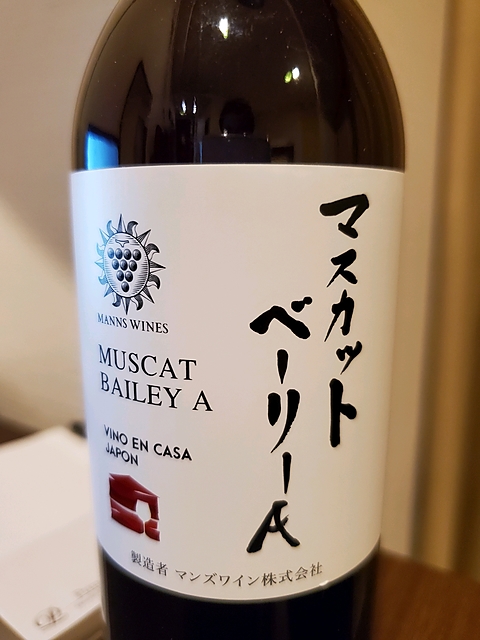 マスカット
ベーリーA
MANNS WINES
MUSCAT
BAILEY A
VINO EN CASA
JAPON
製造者 マンズワイン株式会社